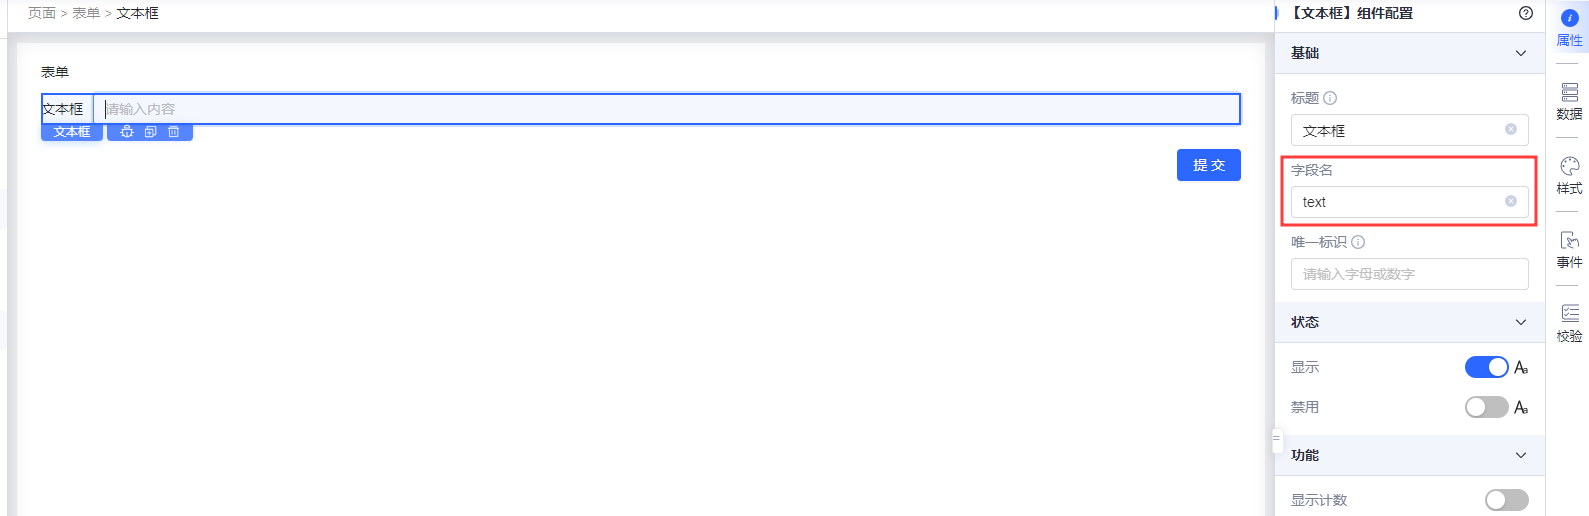 页面 > 表单 > 文本框
表单
文本框 请输入内容
文本框
提 交
【文本框】组件配置
基础
标题
文本框
字段名
text
唯一标识
请输入字母或数字
状态
显示
禁用
功能
显示计数
属性
数据
样式
事件
校验